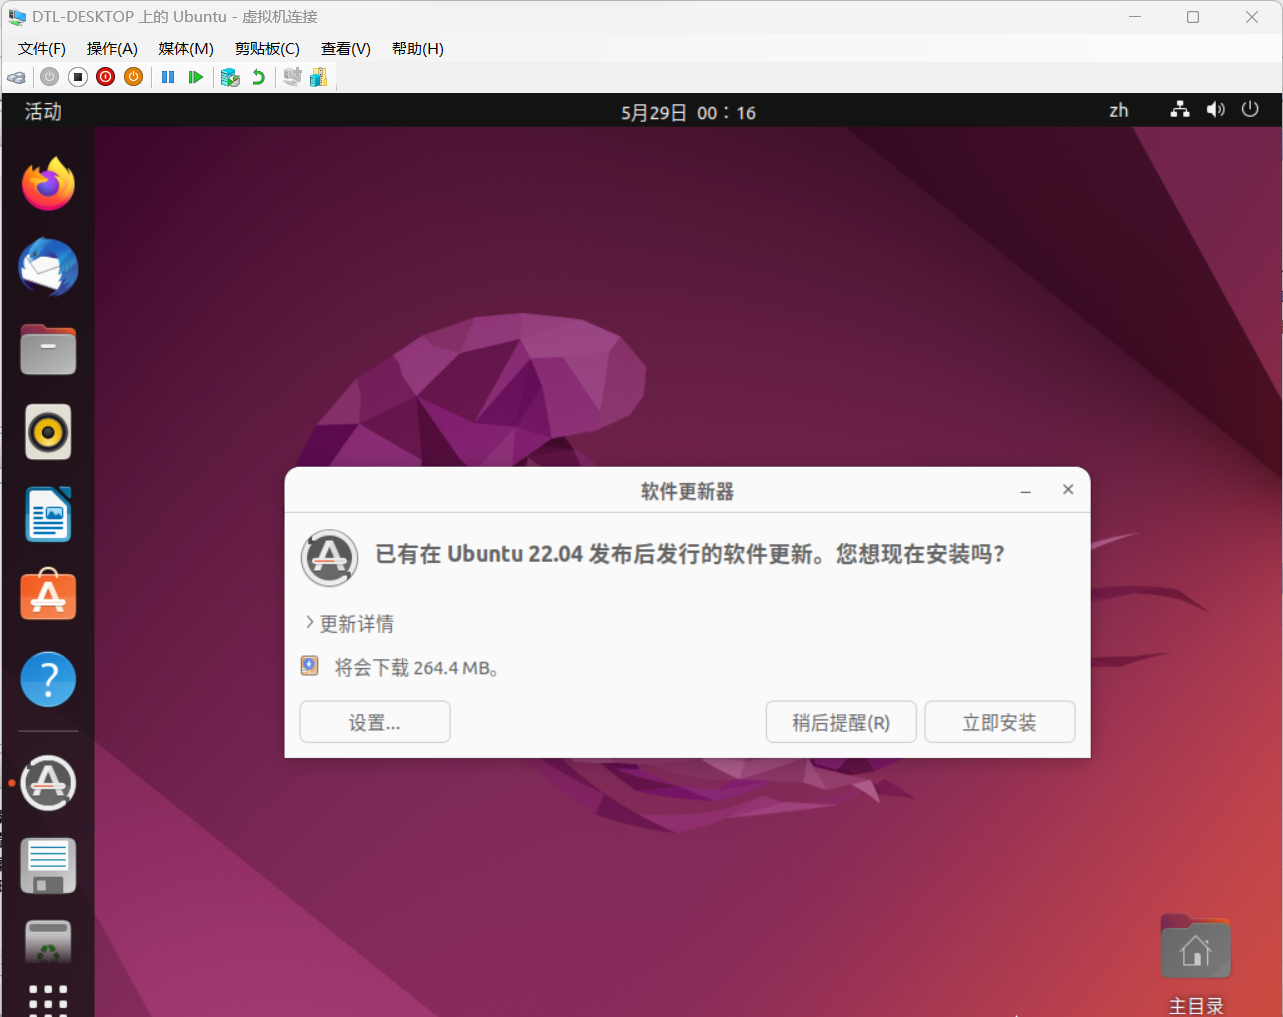 DTL-DESKTOP 上的 Ubuntu - 虚拟机连接
文件(F) 操作(A) 媒体(M) 剪贴板(C) 查看(V) 帮助(H)
活动 5月29日 00：16 zh
软件更新器
已有在 Ubuntu 22.04 发布后发行的软件更新。您想现在安装吗？
更新详情
将会下载 264.4 MB。
设置... 稍后提醒(R) 立即安装
主目录